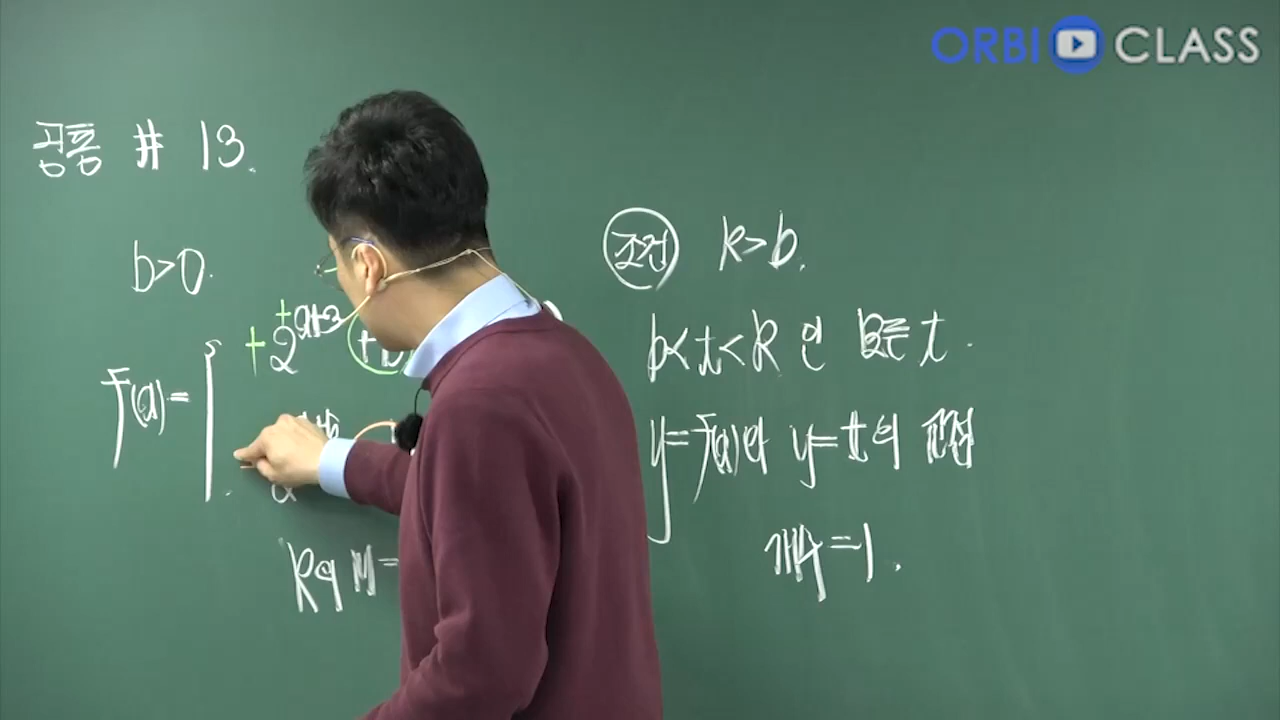 ORBI CLASS
공통 # 13.
b>0.
조건 k>b.
b<t<k 인 모든 t.
f(x)= 2^{x+3} +b
y=f(x)와 y=t의 교점
개수=1.
k의 M=